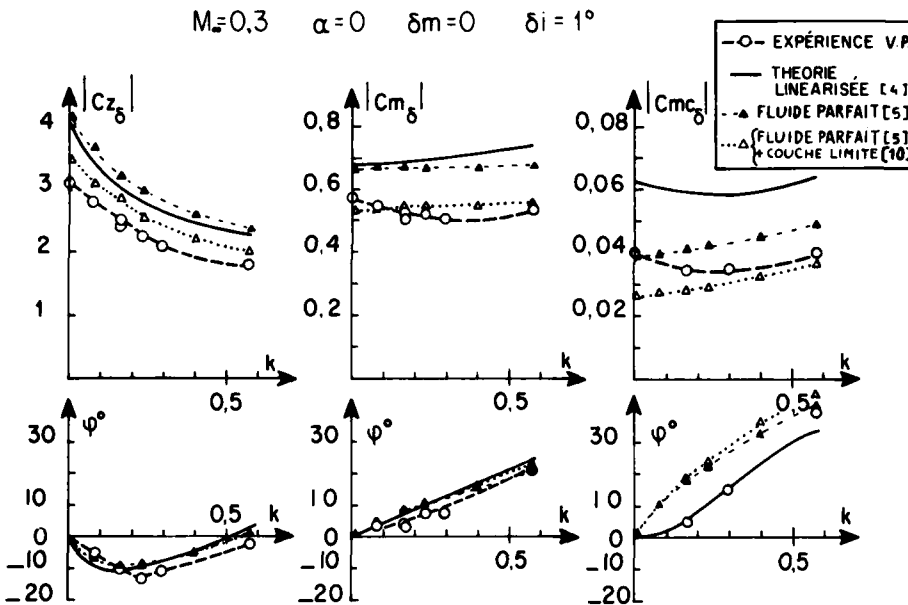 M∞=0,3 α=0 δm=0 δi=1°
EXPÉRIENCE V.P
THEORIE
LINEARISÉE [4]
FLUIDE PARFAIT [5]
FLUIDE PARFAIT [5]
+ COUCHE LIMITE [10]
|Czδ|
4
3
2
1
k
0,5
|Cmδ|
0,8
0,6
0,4
0,2
k
0,5
|Cmcδ|
0,08
0,06
0,04
0,02
k
0,5
φ°
30
10
0
-10
-20
0,5
k
φ°
30
10
0
-10
-20
k
0,5
φ°
30
10
0
-10
-20
k
0,5